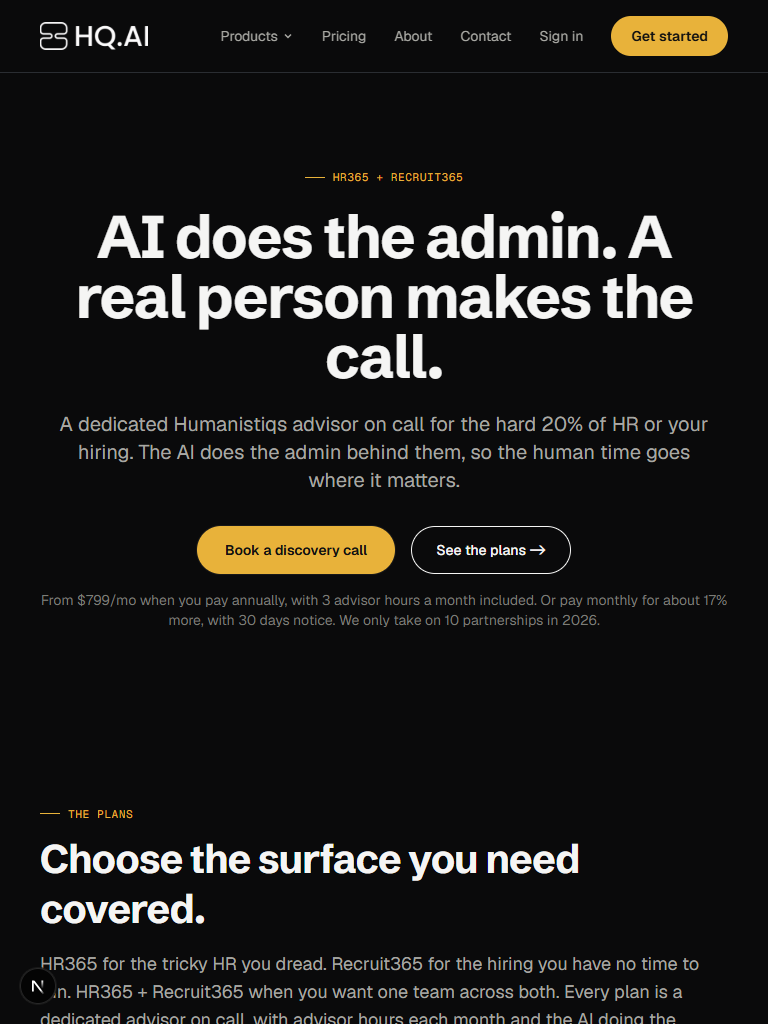 HQ.AI
Products
Pricing
About
Contact
Sign in
Get started
HR365 + RECRUIT365
AI does the admin. A
real person makes the
call.
A dedicated Humanistiqs advisor on call for the hard 20% of HR or your
hiring. The AI does the admin behind them, so the human time goes
where it matters.
Book a discovery call
See the plans →
From $799/mo when you pay annually, with 3 advisor hours a month included. Or pay monthly for about 17%
more, with 30 days notice. We only take on 10 partnerships in 2026.
THE PLANS
Choose the surface you need
covered.
HR365 for the tricky HR you dread. Recruit365 for the hiring you have no time to
N
HR365 + Recruit365 when you want one team across both. Every plan is a
dedicated advisor on call, with advisor hours each month and the AI doing the